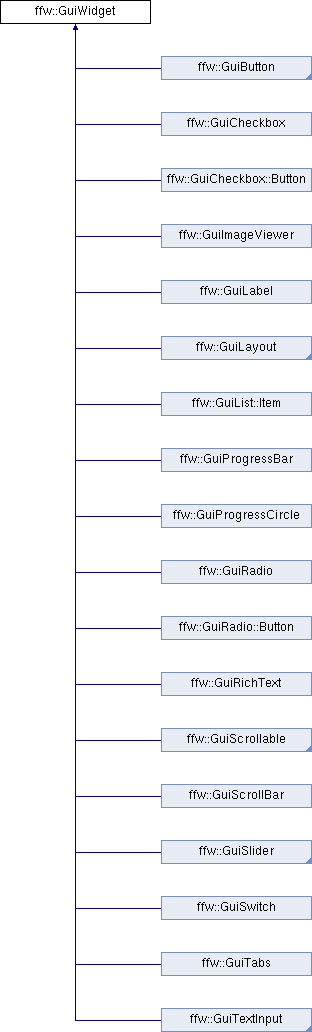 ffw::GuiWidget
ffw::GuiButton
ffw::GuiCheckbox
ffw::GuiCheckbox::Button
ffw::GuiImageViewer
ffw::GuiLabel
ffw::GuiLayout
ffw::GuiList::Item
ffw::GuiProgressBar
ffw::GuiProgressCircle
ffw::GuiRadio
ffw::GuiRadio::Button
ffw::GuiRichText
ffw::GuiScrollable
ffw::GuiScrollBar
ffw::GuiSlider
ffw::GuiSwitch
ffw::GuiTabs
ffw::GuiTextInput